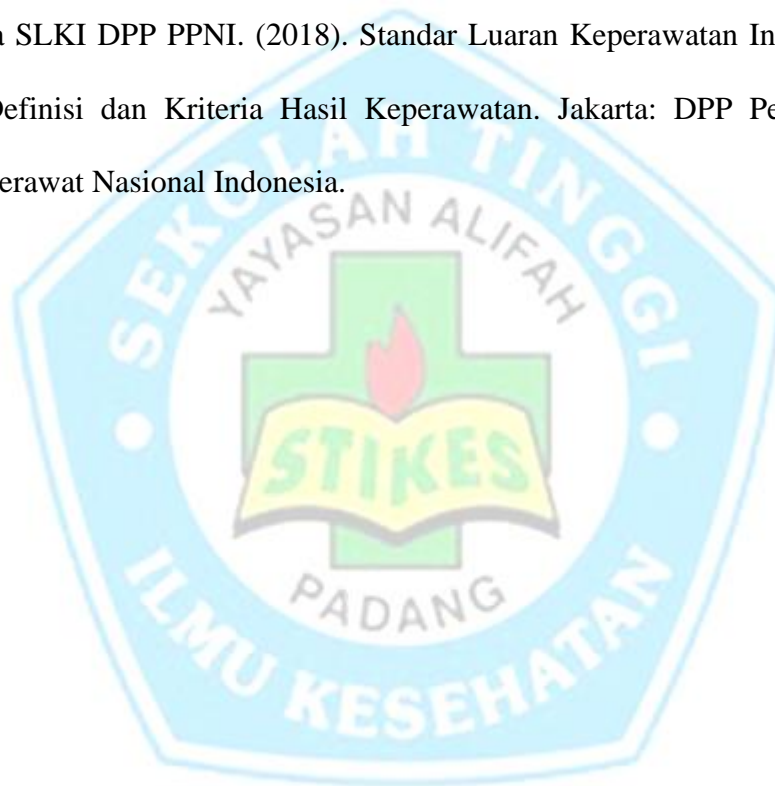 a SLKI DPP PPNI. (2018). Standar Luaran Keperawatan In
Definisi dan Kriteria Hasil Keperawatan. Jakarta: DPP Pe
erawat Nasional Indonesia.
SEKOLAH TINGGI
YAYASAN ALIFAH
STIKES
PADANG
ILMU KESEHATAN